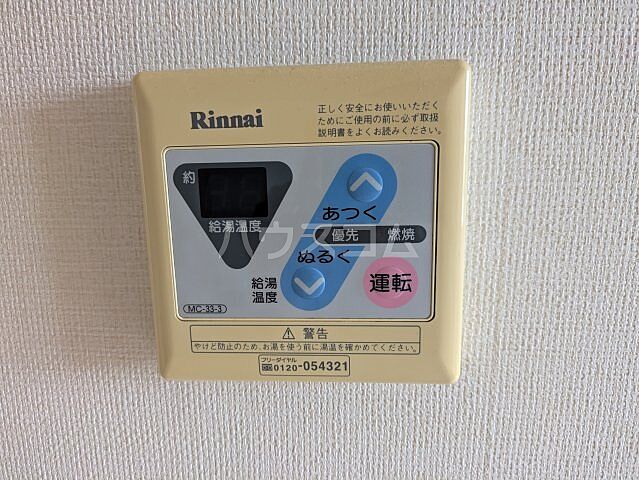 Rinnai
正しく安全にお使いいただく
ためにご使用の前に必ず取扱
説明書をよくお読みください。
約
給湯温度
あつく
優先 燃焼
ぬるく
給湯
温度
運転
MC-33-3
ハウスコム
⚠ 警告
やけど防止のため、お湯を使う前に湯温を確かめてください。
フリーダイヤル
0120-054321